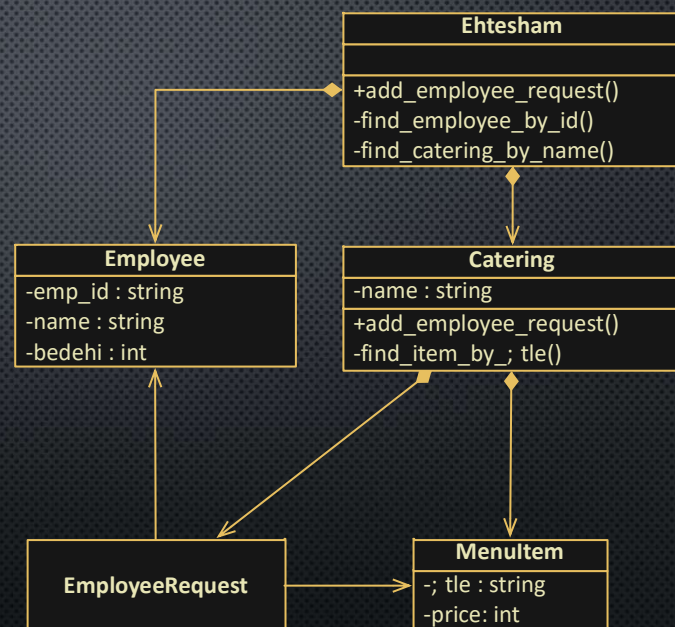 Ehtesham
+add_employee_request()
-find_employee_by_id()
-find_catering_by_name()
Employee
-emp_id : string
-name : string
-bedehi : int
Catering
-name : string
+add_employee_request()
-find_item_by_; tle()
EmployeeRequest
MenuItem
-; tle : string
-price: int